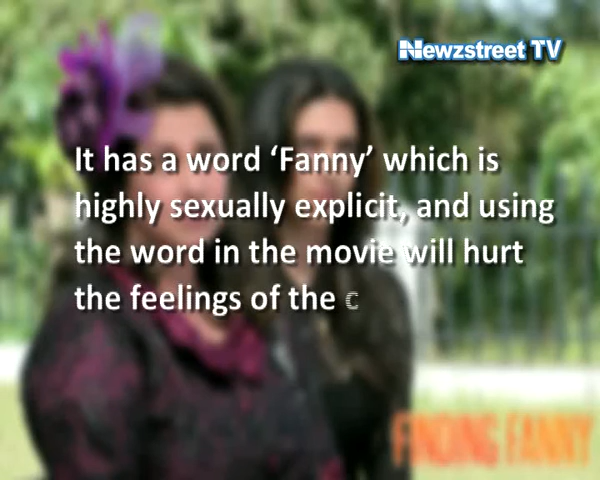 Newzstreet TV
It has a word ‘Fanny’ which is
highly sexually explicit, and using
the word in the movie will hurt
the feelings of the c
FINDING FANNY